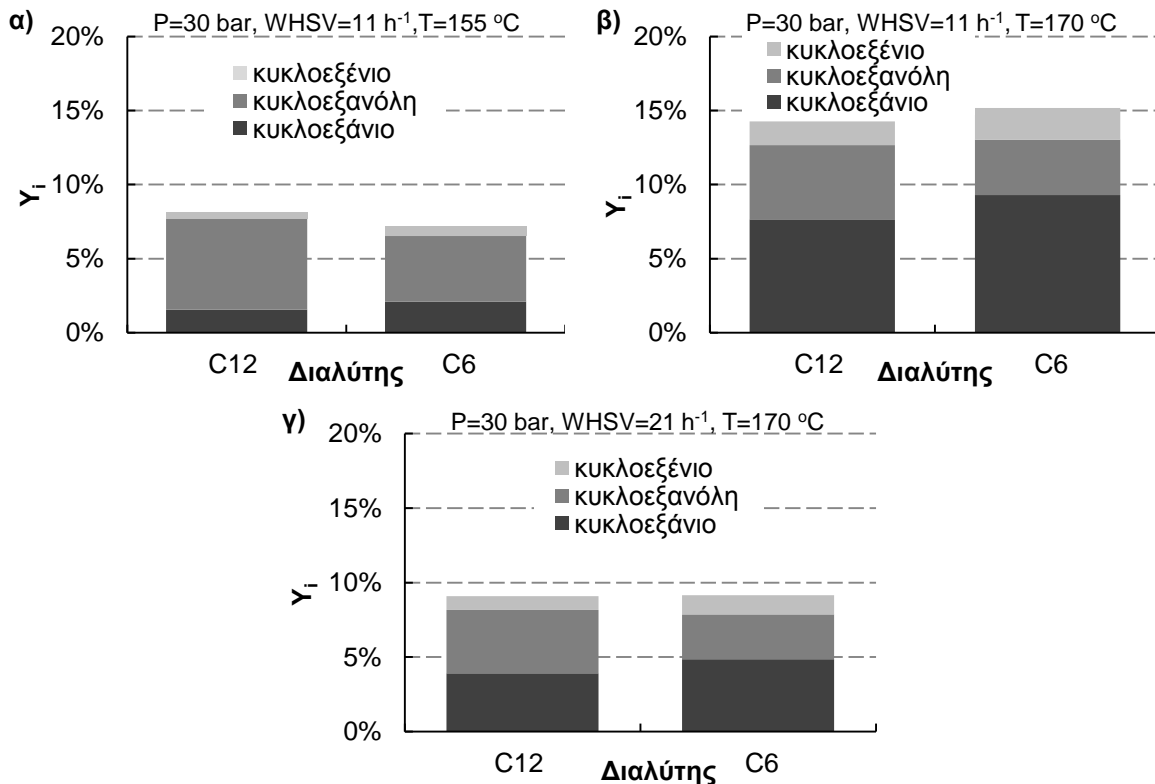 α)
P=30 bar, WHSV=11 h⁻¹,T=155 ᵒC
20%
15%
10%
5%
0%
Yᵢ
κυκλοεξένιο
κυκλοεξανόλη
κυκλοεξάνιο
C12
C6
Διαλύτης
β)
P=30 bar, WHSV=11 h⁻¹, T=170 ᵒC
20%
15%
10%
5%
0%
Yᵢ
κυκλοεξένιο
κυκλοεξανόλη
κυκλοεξάνιο
C12
C6
Διαλύτης
γ)
P=30 bar, WHSV=21 h⁻¹, T=170 ᵒC
20%
15%
10%
5%
0%
Yᵢ
κυκλοεξένιο
κυκλοεξανόλη
κυκλοεξάνιο
C12
C6
Διαλύτης